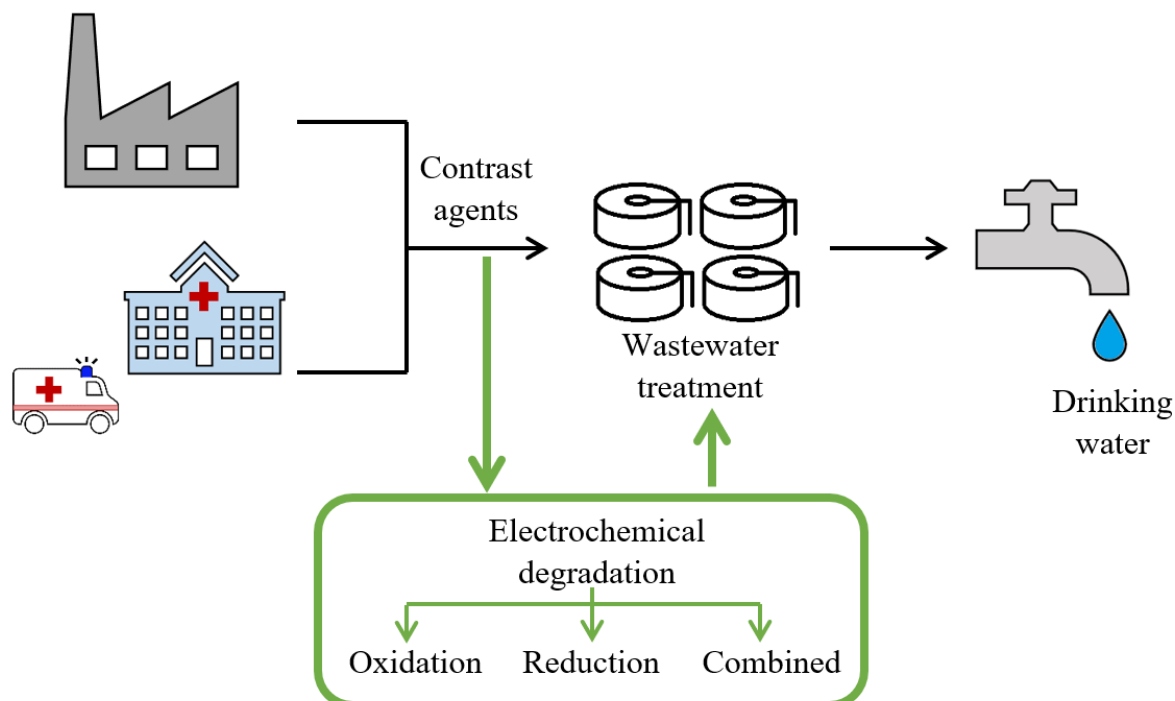 Contrast
agents
Wastewater
treatment
Drinking
water
Electrochemical
degradation
Oxidation
Reduction
Combined